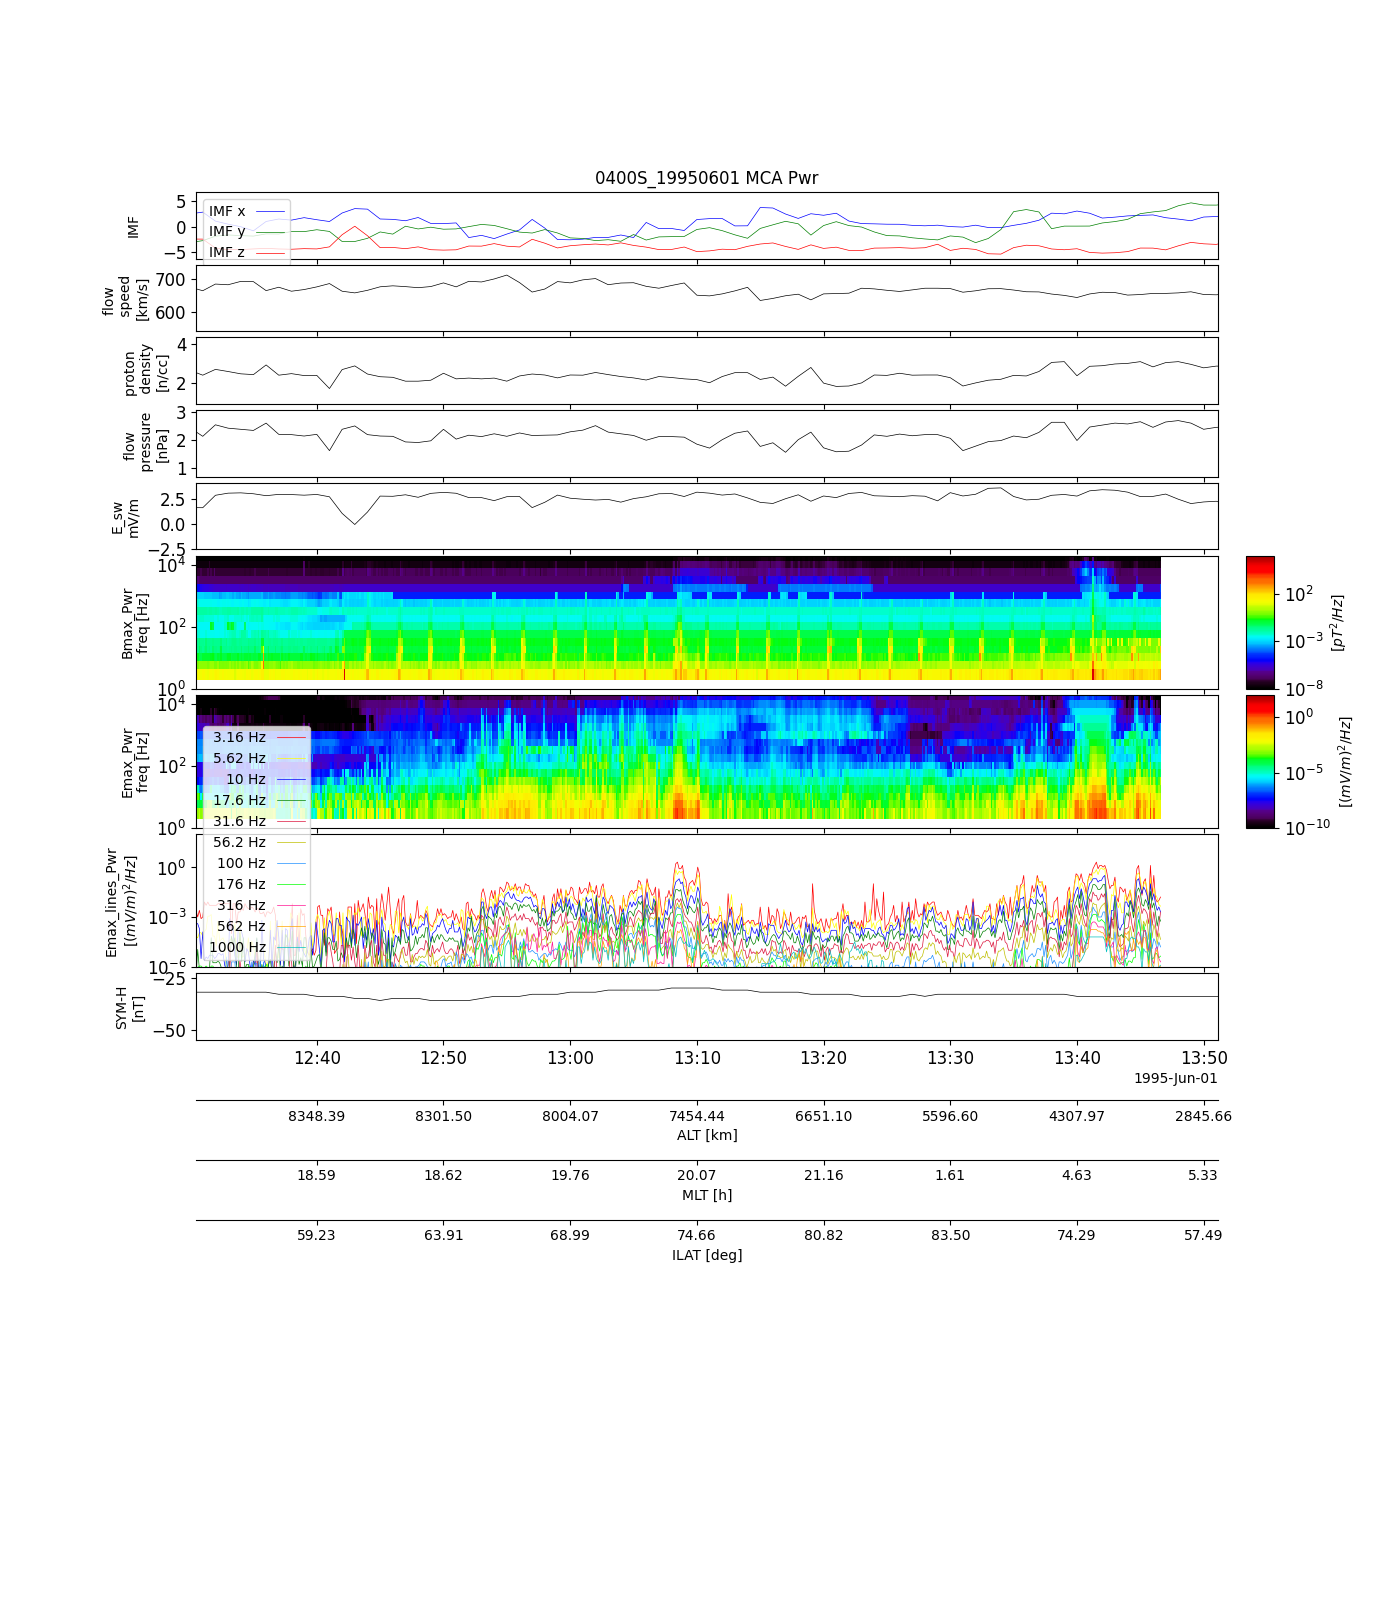 0400S_19950601 MCA Pwr
5
0
−5
IMF
IMF x
IMF y
IMF z
700
600
flow
speed
[km/s]
4
2
proton
density
[n/cc]
3
2
1
flow
pressure
[nPa]
2.5
0.0
−2.5
E_sw
mV/m
10^4
10^2
10^0
Bmax_Pwr
freq [Hz]
10^2
10^−3
10^−8
[pT^2/Hz]
10^4
10^2
10^0
Emax_Pwr
freq [Hz]
10^0
10^−5
10^−10
[(mV/m)^2/Hz]
3.16 Hz
5.62 Hz
10 Hz
17.6 Hz
31.6 Hz
56.2 Hz
100 Hz
176 Hz
316 Hz
562 Hz
1000 Hz
10^0
10^−3
10^−6
Emax_lines_Pwr
[(mV/m)^2/Hz]
−25
−50
SYM-H
[nT]
12:40 12:50 13:00 13:10 13:20 13:30 13:40 13:50
1995-Jun-01
8348.39 8301.50 8004.07 7454.44 6651.10 5596.60 4307.97 2845.66
ALT [km]
18.59 18.62 19.76 20.07 21.16 1.61 4.63 5.33
MLT [h]
59.23 63.91 68.99 74.66 80.82 83.50 74.29 57.49
ILAT [deg]